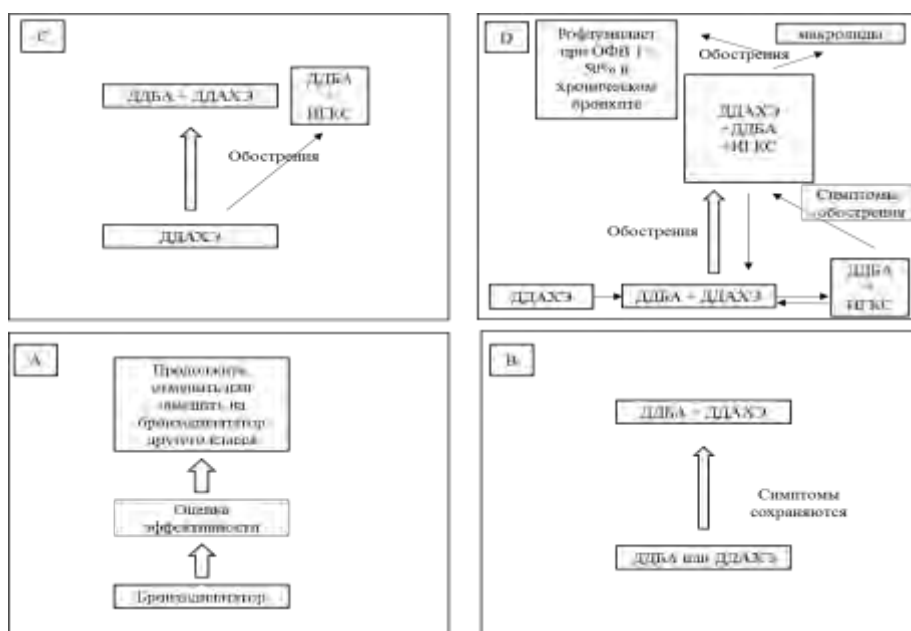 C
ДДБА + ДДАХЭ
ДДБА
+
ИГКС
Обострения
ДДАХЭ
D
Рофлумиласт
при ОФВ 1
50% и
хроническом
бронхите
Обострения
макролиды
ДДАХЭ
+ДДБА
+ИГКС
Симптомы
обострения
Обострения
ДДАХЭ
ДДБА + ДДАХЭ
ДДБА
+
ИГКС
A
Продолжить,
отменить или
сменить на
бронходилататор
другого класса
Оценка
эффективности
Бронходилататор
B
ДДБА + ДДАХЭ
Симптомы
сохраняются
ДДБА или ДДАХЭ